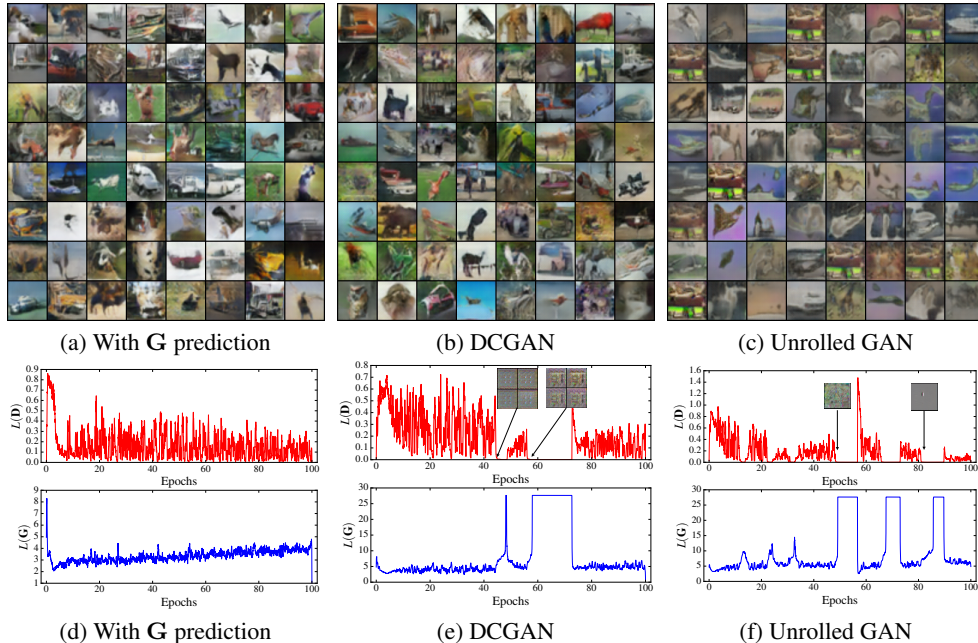 (a) With G prediction
(b) DCGAN
(c) Unrolled GAN
0.9
0.8
0.7
0.6
0.5
0.4
0.3
0.2
0.1
0.0
0 20 40 60 80 100
L(D)
Epochs
9
8
7
6
5
4
3
2
1
0 20 40 60 80 100
L(G)
Epochs
(d) With G prediction
0.8
0.7
0.6
0.5
0.4
0.3
0.2
0.1
0.0
0 20 40 60 80 100
L(D)
Epochs
30
25
20
15
10
5
0
0 20 40 60 80 100
L(G)
Epochs
(e) DCGAN
1.6
1.4
1.2
1.0
0.8
0.6
0.4
0.2
0.0
0 20 40 60 80 100
L(D)
Epochs
30
25
20
15
10
5
0
0 20 40 60 80 100
L(G)
Epochs
(f) Unrolled GAN